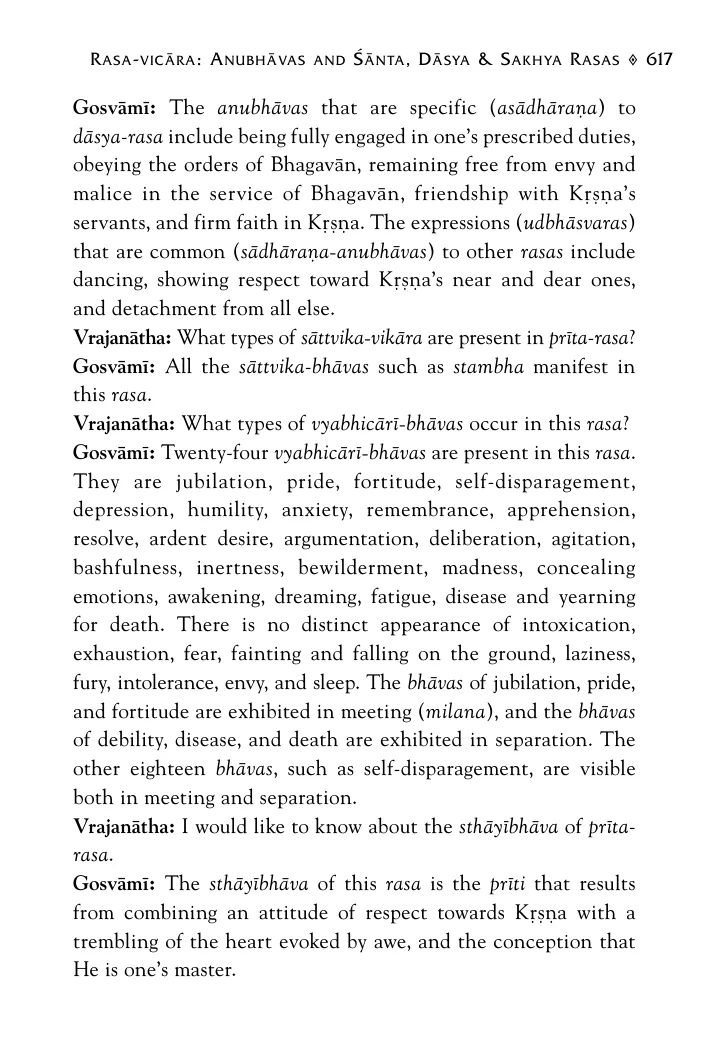 RASA-VICĀRA: ANUBHĀVAS AND ŚĀNTA, DĀSYA & SAKHYA RASAS ◊ 617
Gosvāmī: The anubhāvas that are specific (asādhāraṇa) to
dāsya-rasa include being fully engaged in one’s prescribed duties,
obeying the orders of Bhagavān, remaining free from envy and
malice in the service of Bhagavān, friendship with Kṛṣṇa’s
servants, and firm faith in Kṛṣṇa. The expressions (udbhāsvaras)
that are common (sādhāraṇa-anubhāvas) to other rasas include
dancing, showing respect toward Kṛṣṇa’s near and dear ones,
and detachment from all else.
Vrajanātha: What types of sāttvika-vikāra are present in prīta-rasa?
Gosvāmī: All the sāttvika-bhāvas such as stambha manifest in
this rasa.
Vrajanātha: What types of vyabhicārī-bhāvas occur in this rasa?
Gosvāmī: Twenty-four vyabhicārī-bhāvas are present in this rasa.
They are jubilation, pride, fortitude, self-disparagement,
depression, humility, anxiety, remembrance, apprehension,
resolve, ardent desire, argumentation, deliberation, agitation,
bashfulness, inertness, bewilderment, madness, concealing
emotions, awakening, dreaming, fatigue, disease and yearning
for death. There is no distinct appearance of intoxication,
exhaustion, fear, fainting and falling on the ground, laziness,
fury, intolerance, envy, and sleep. The bhāvas of jubilation, pride,
and fortitude are exhibited in meeting (milana), and the bhāvas
of debility, disease, and death are exhibited in separation. The
other eighteen bhāvas, such as self-disparagement, are visible
both in meeting and separation.
Vrajanātha: I would like to know about the sthāyībhāva of prīta-
rasa.
Gosvāmī: The sthāyībhāva of this rasa is the prīti that results
from combining an attitude of respect towards Kṛṣṇa with a
trembling of the heart evoked by awe, and the conception that
He is one’s master.